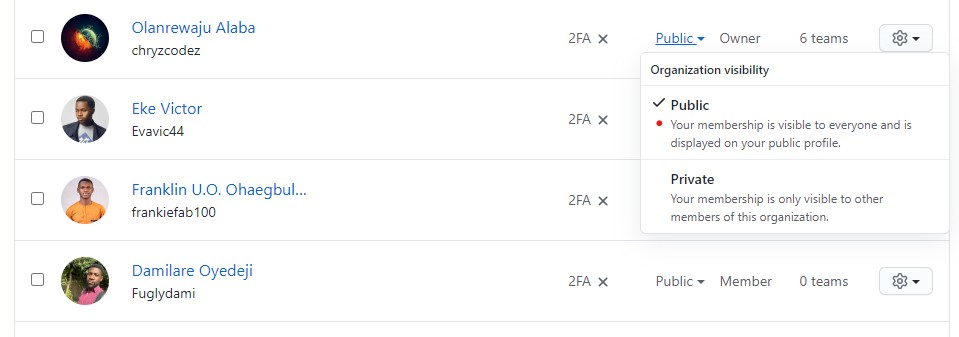 Olanrewaju Alaba
chryzcodez
2FA ✕ Public Owner 6 teams
Organization visibility
Public
Your membership is visible to everyone and is
displayed on your public profile.
Private
Your membership is only visible to other
members of this organization.
Eke Victor
Evavic44
2FA ✕
Franklin U.O. Ohaegbul...
frankiefab100
2FA ✕
Damilare Oyedeji
Fuglydami
2FA ✕ Public Member 0 teams